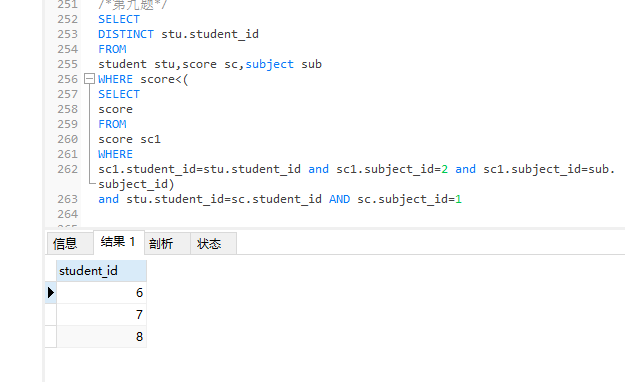 251 /*第九题*/
252 SELECT
253 DISTINCT stu.student_id
254 FROM
255 student stu,score sc,subject sub
256 WHERE score<(
257 SELECT
258 score
259 FROM
260 score sc1
261 WHERE
262 sc1.student_id=stu.student_id and sc1.subject_id=2 and sc1.subject_id=sub.
subject_id)
263 and stu.student_id=sc.student_id AND sc.subject_id=1
264
信息 结果 1 剖析 状态
student_id
6
7
8